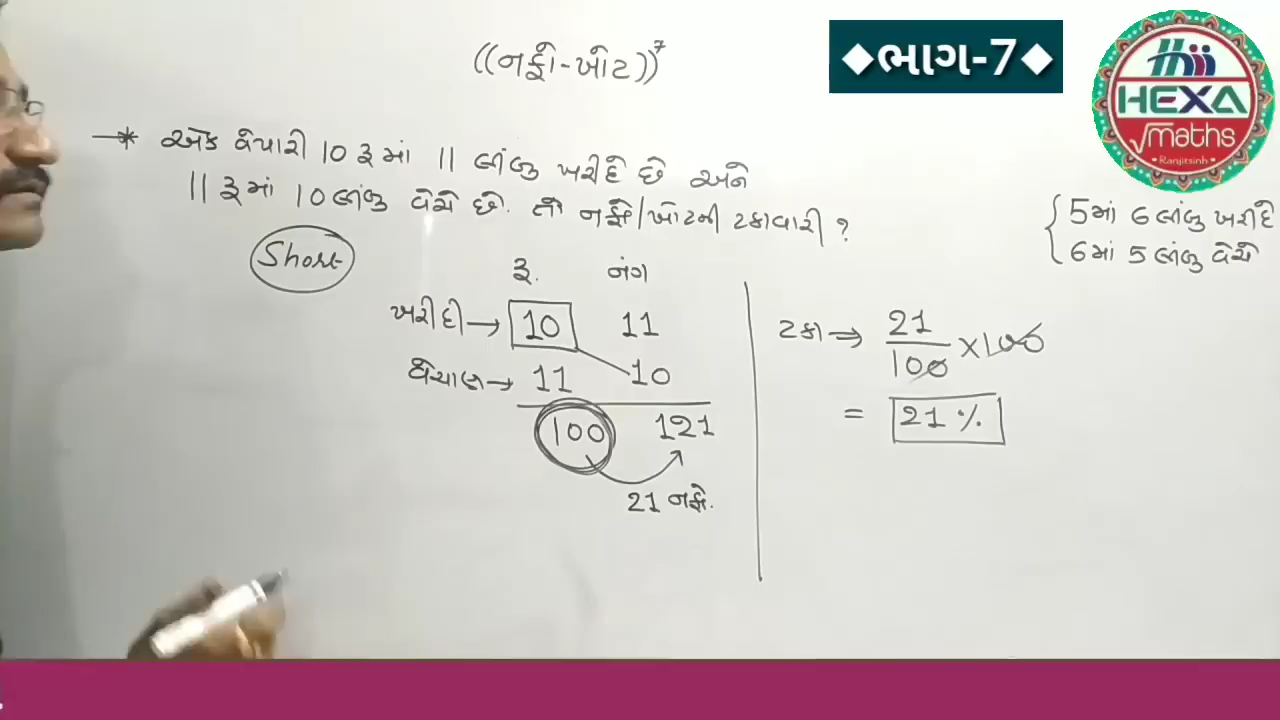 ((નફો-ખોટ))⁷
◆ભાગ-7◆
HEXA
√maths
• Ranjitsinh •
→* એક વેપારી 10 રૂ માં 11 લીંબુ ખરીદે છે અને
11 રૂ માં 10 લીંબુ વેચે છે. તો નફો/ખોટની ટકાવારી ?
{ 5માં 6 લીંબુ ખરીદે
6 માં 5 લીંબુ વેચે
Short
રૂ. નંગ
ખરીદી → 10 11
વેચાણ → 11 10
100 121
21 નફો.
ટકા ⇒ 21/100 × 100
= 21 %